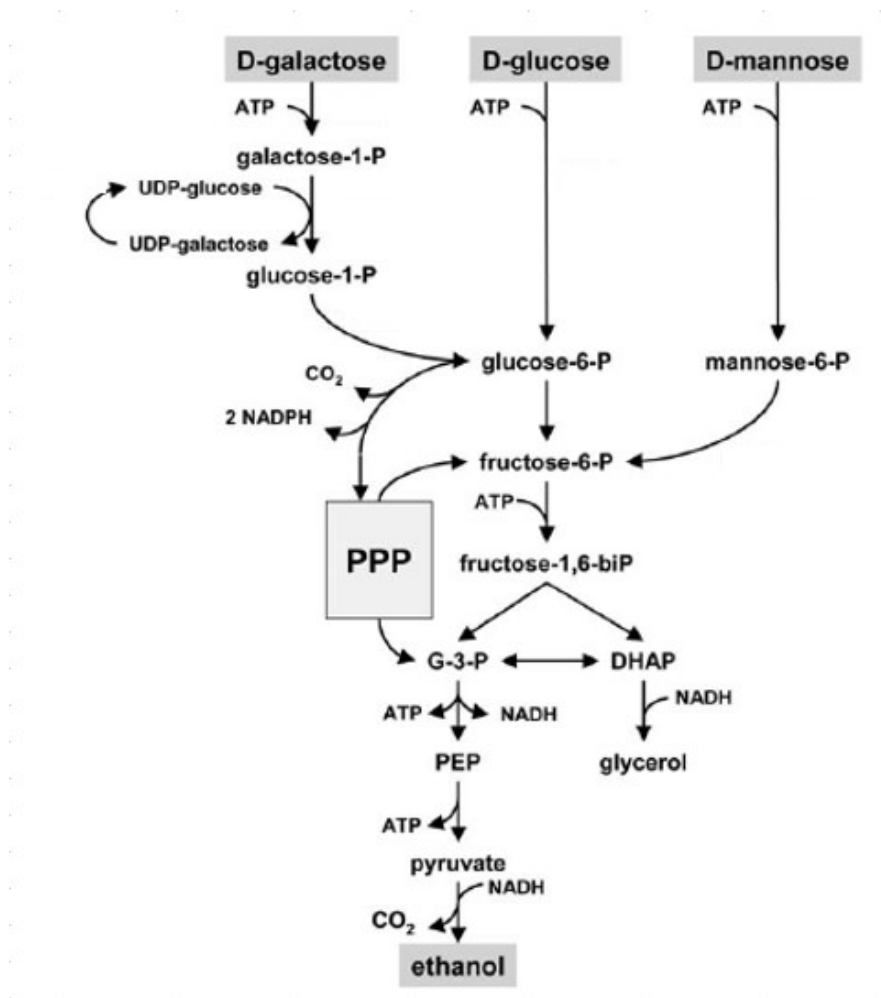 D-galactose
D-glucose
D-mannose
ATP
ATP
ATP
galactose-1-P
UDP-glucose
UDP-galactose
glucose-1-P
glucose-6-P
mannose-6-P
CO₂
2 NADPH
fructose-6-P
ATP
PPP
fructose-1,6-biP
G-3-P
DHAP
ATP
NADH
NADH
PEP
glycerol
ATP
pyruvate
NADH
CO₂
ethanol